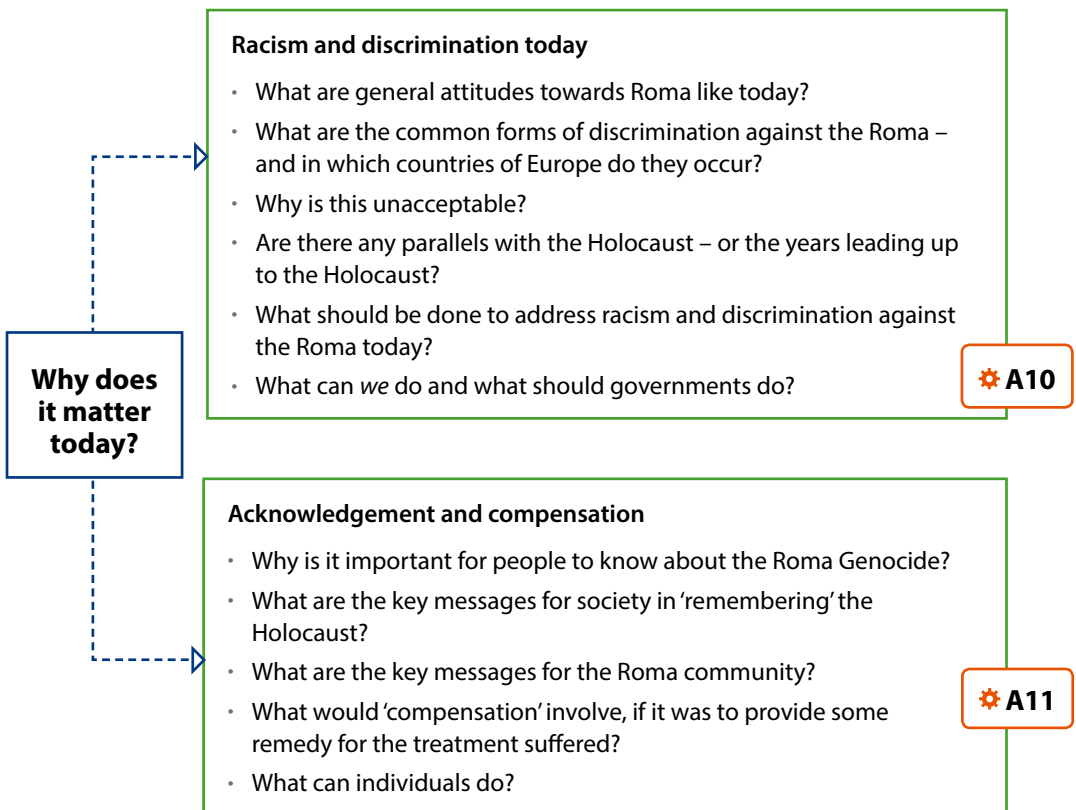 Racism and discrimination today
• What are general attitudes towards Roma like today?
• What are the common forms of discrimination against the Roma –
and in which countries of Europe do they occur?
• Why is this unacceptable?
• Are there any parallels with the Holocaust – or the years leading up
to the Holocaust?
• What should be done to address racism and discrimination against
the Roma today?
• What can we do and what should governments do?
A10
Why does
it matter
today?
Acknowledgement and compensation
• Why is it important for people to know about the Roma Genocide?
• What are the key messages for society in ‘remembering’ the
Holocaust?
• What are the key messages for the Roma community?
• What would ‘compensation’ involve, if it was to provide some
remedy for the treatment suffered?
• What can individuals do?
A11